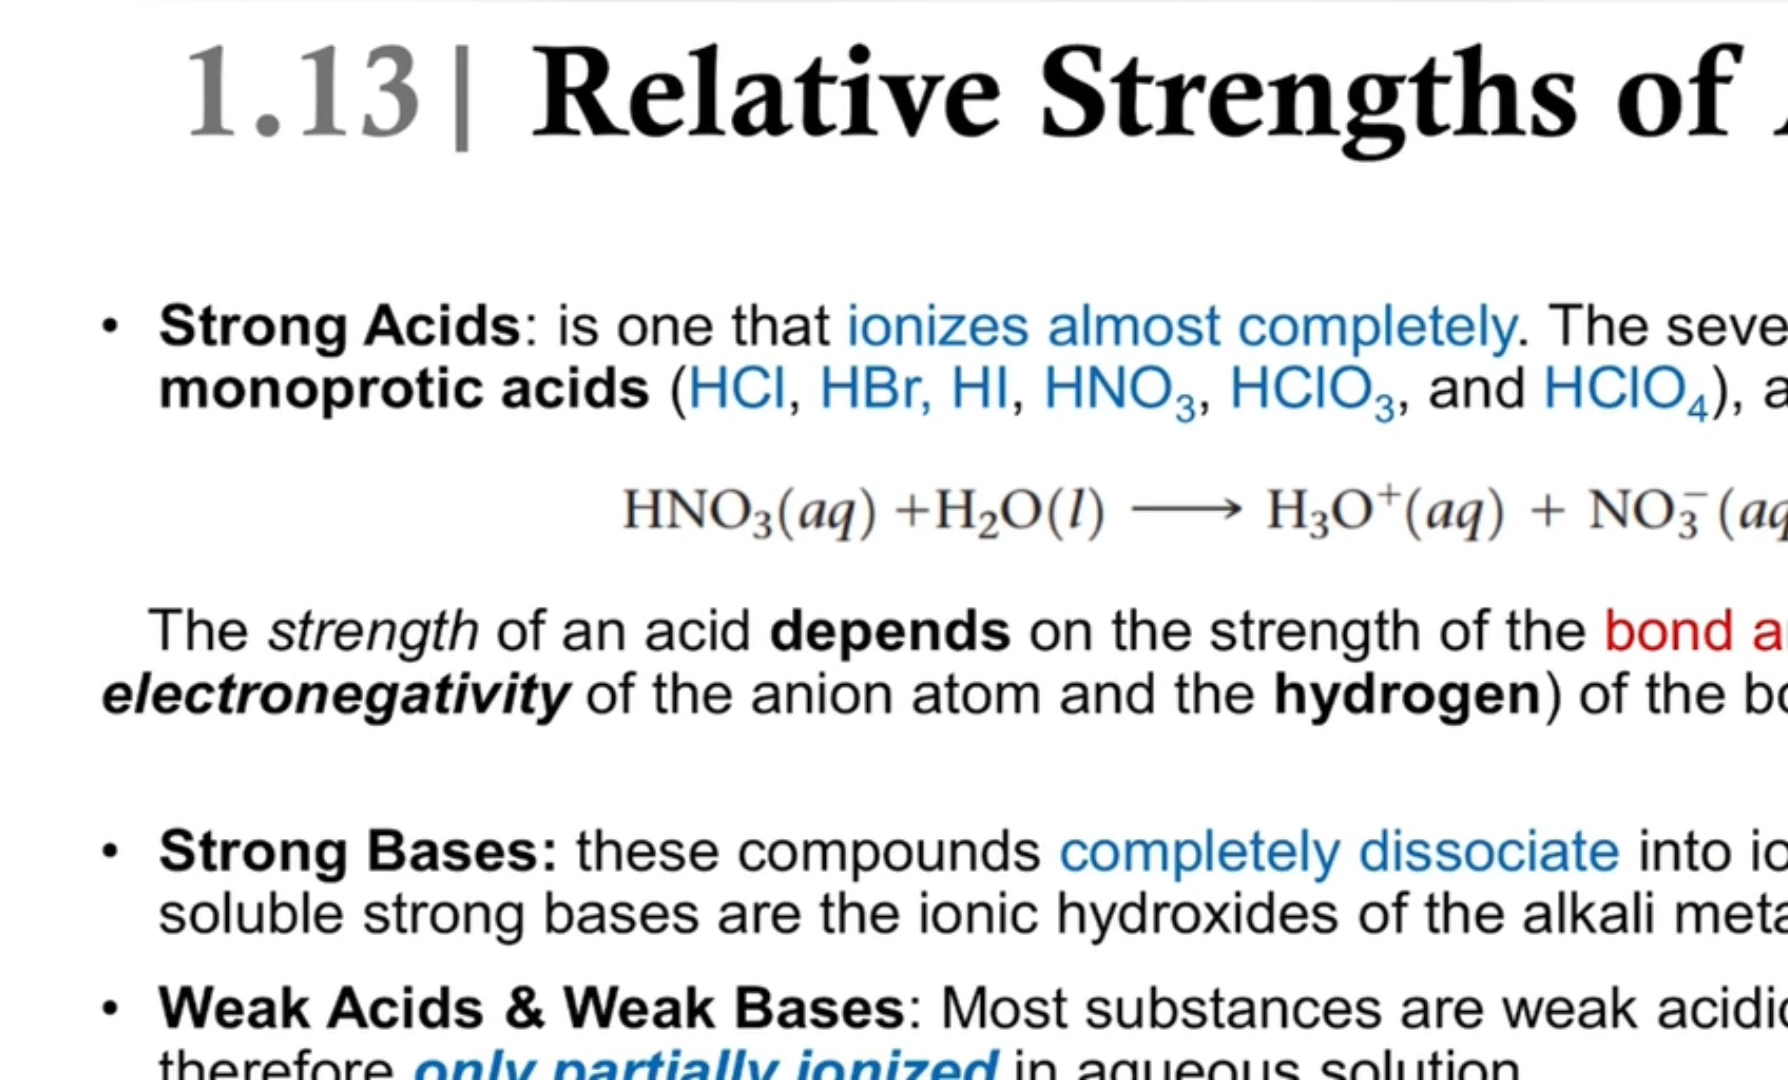 1.13| Relative Strengths of
• Strong Acids: is one that ionizes almost completely. The seve
monoprotic acids (HCl, HBr, HI, HNO₃, HClO₃, and HClO₄), a
HNO₃(aq) +H₂O(l) ⟶ H₃O⁺(aq) + NO₃⁻(aq
The strength of an acid depends on the strength of the bond a
electronegativity of the anion atom and the hydrogen) of the bo
• Strong Bases: these compounds completely dissociate into io
soluble strong bases are the ionic hydroxides of the alkali meta
• Weak Acids & Weak Bases: Most substances are weak acidic
therefore only partially ionized in aqueous solution